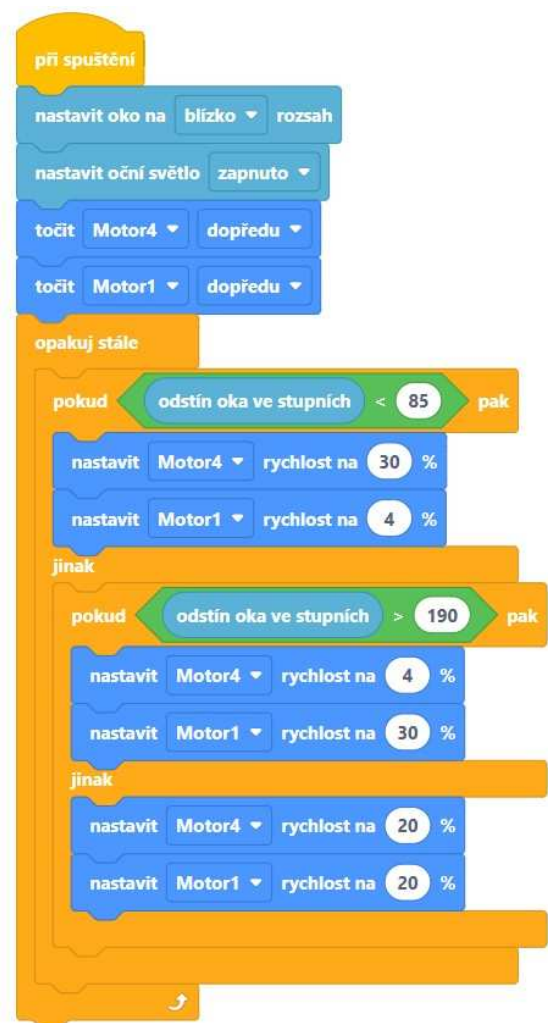 při spuštění
nastavit oko na blízko rozsah
nastavit oční světlo zapnuto
točit Motor4 dopředu
točit Motor1 dopředu
opakuj stále
pokud odstín oka ve stupních < 85 pak
nastavit Motor4 rychlost na 30 %
nastavit Motor1 rychlost na 4 %
jinak
pokud odstín oka ve stupních > 190 pak
nastavit Motor4 rychlost na 4 %
nastavit Motor1 rychlost na 30 %
jinak
nastavit Motor4 rychlost na 20 %
nastavit Motor1 rychlost na 20 %